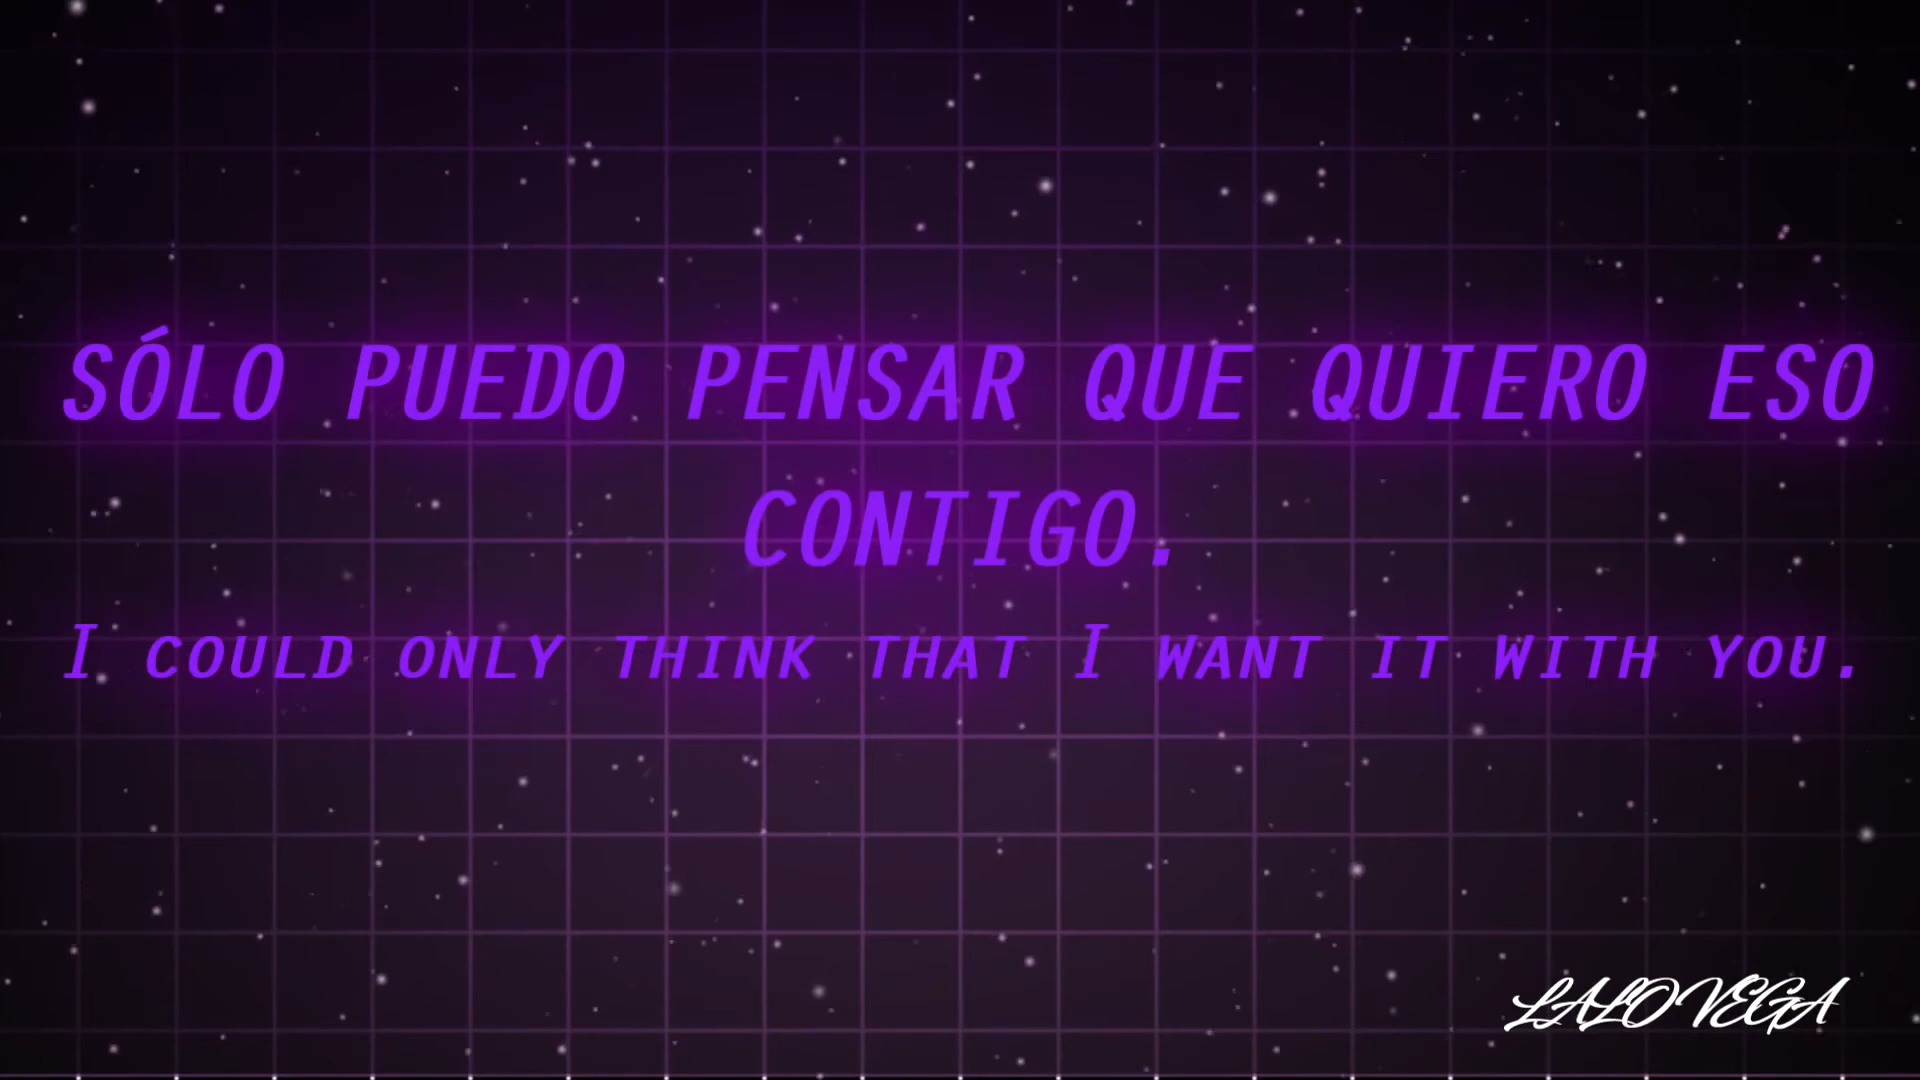 SÓLO PUEDO PENSAR QUE QUIERO ESO
CONTIGO.
I COULD ONLY THINK THAT I WANT IT WITH YOU.
LALO VEGA